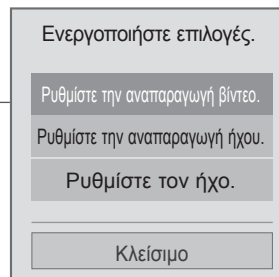 Ενεργοποιήστε επιλογές.
Ρυθμίστε την αναπαραγωγή βίντεο.
Ρυθμίστε την αναπαραγωγή ήχου.
Ρυθμίστε τον ήχο.
Κλείσιμο